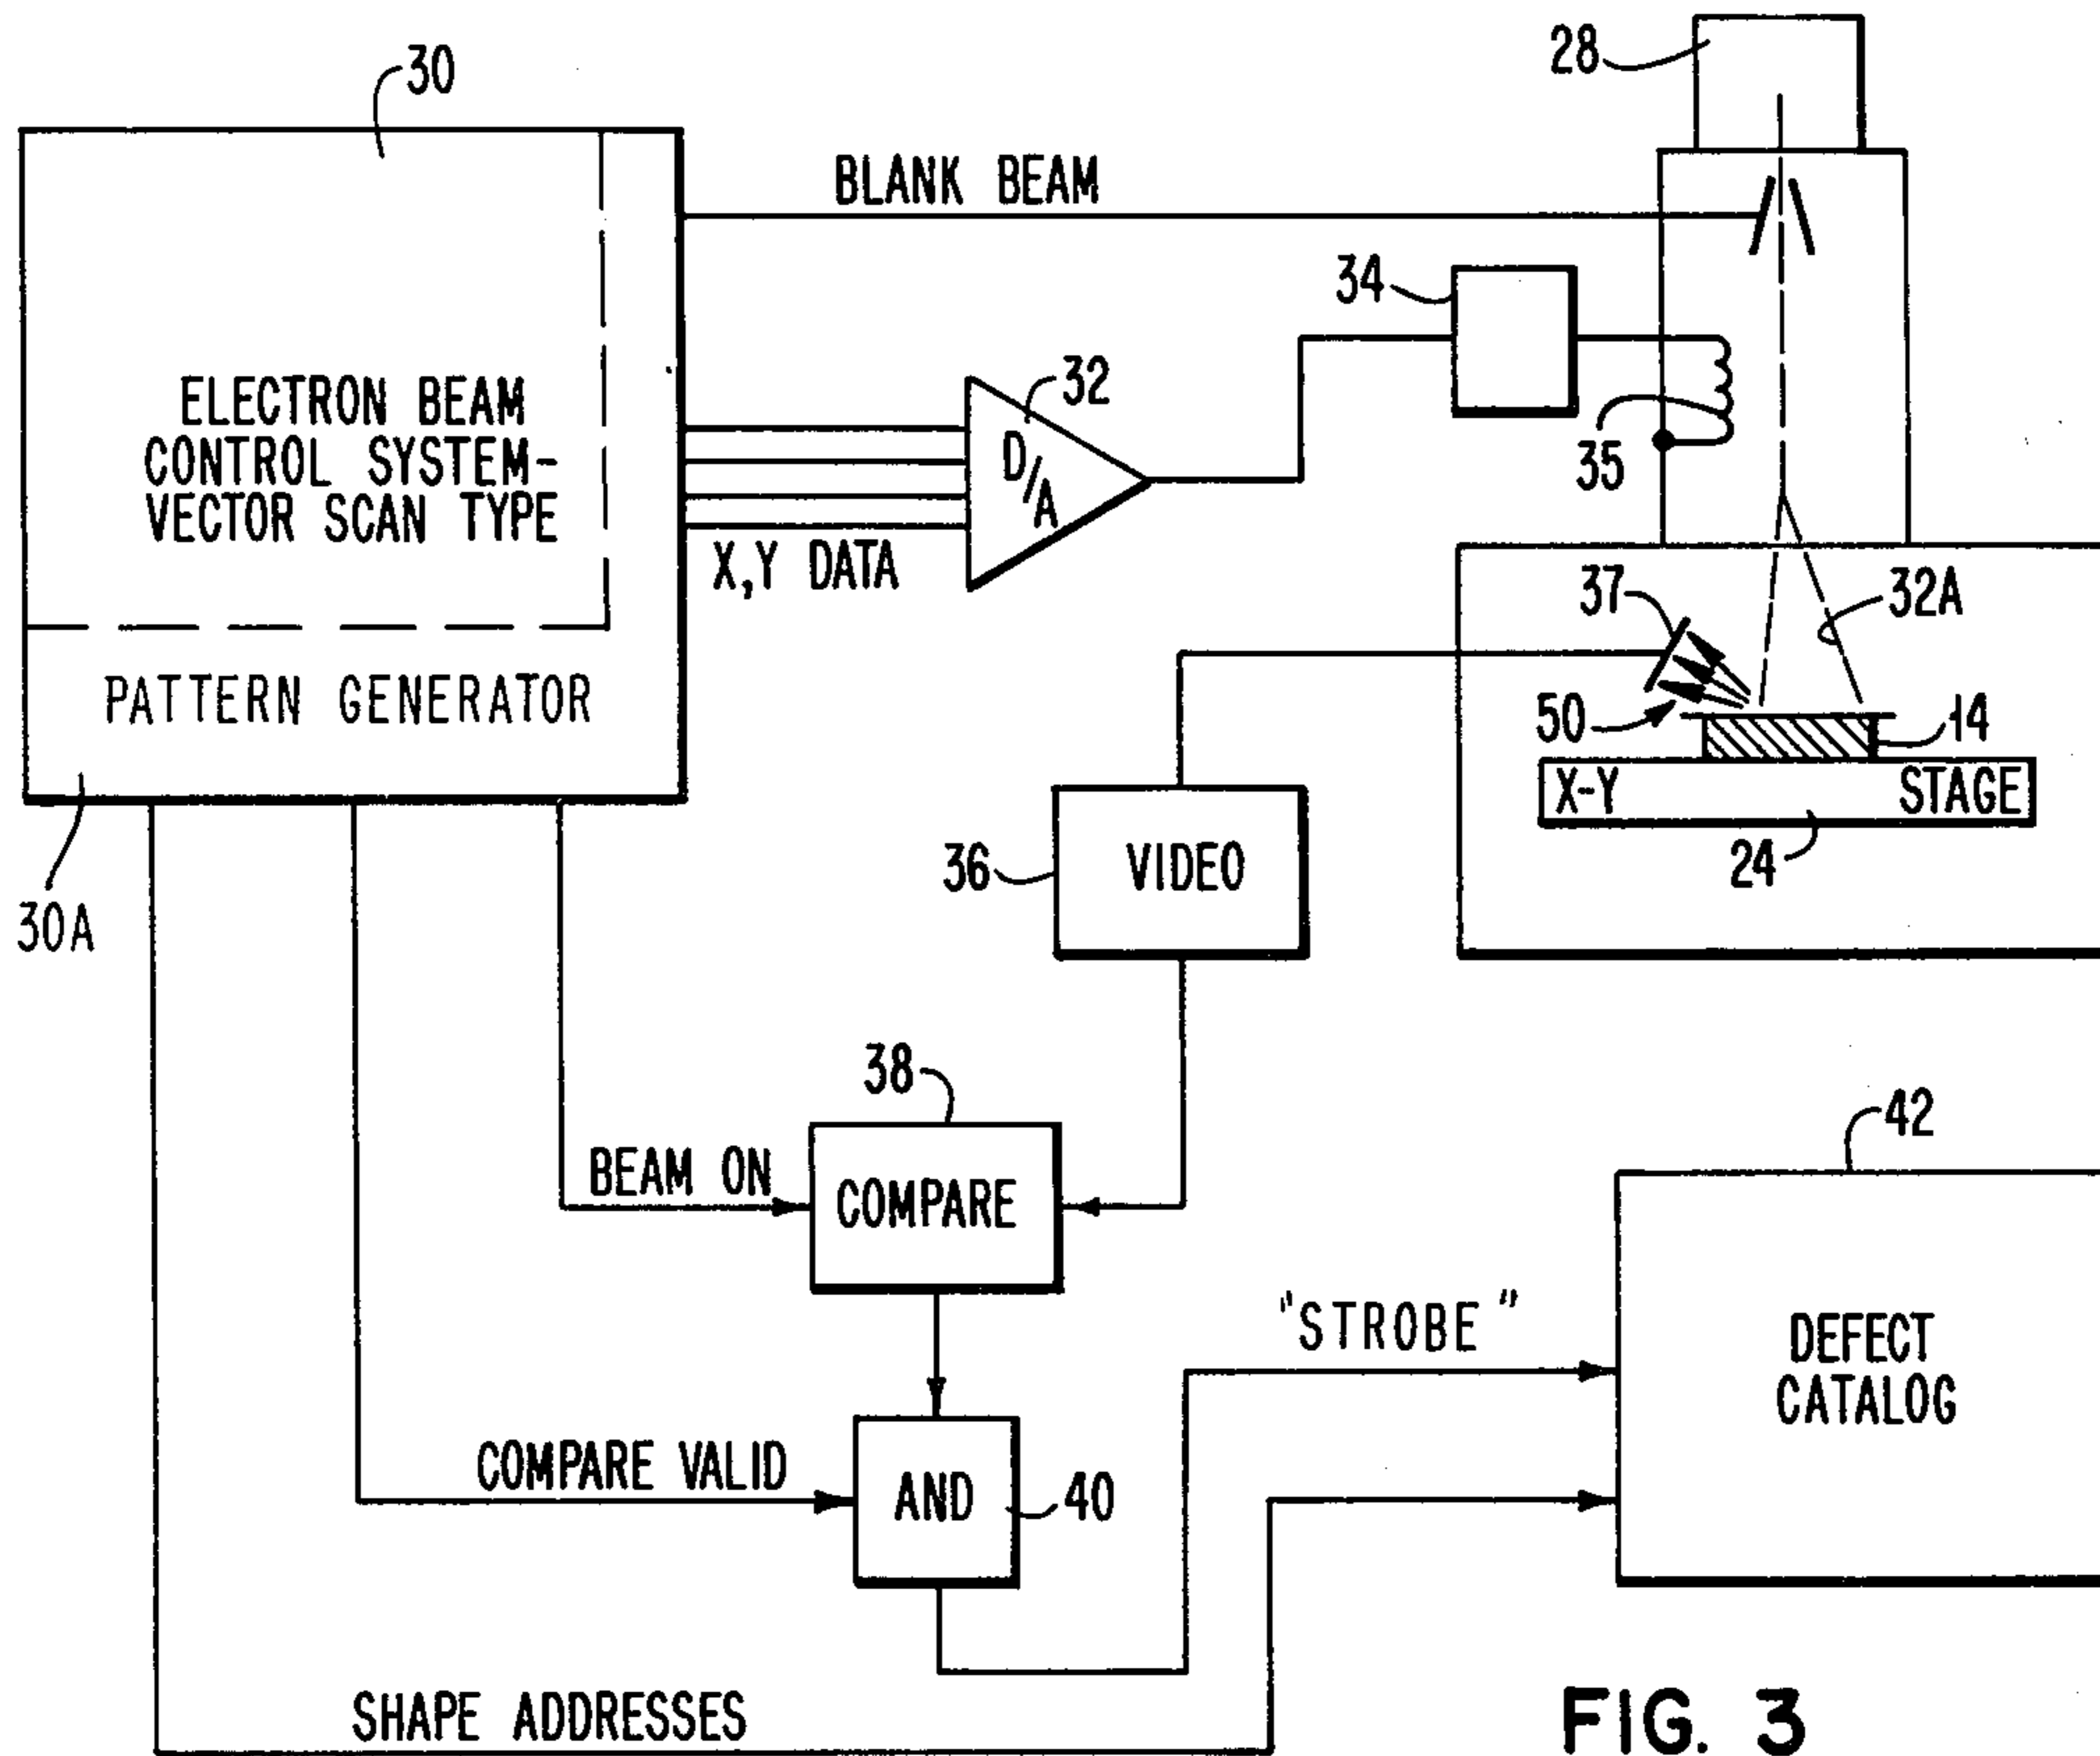 30
28
BLANK BEAM
34
32
ELECTRON BEAM
CONTROL SYSTEM-
VECTOR SCAN TYPE
D/A
35
X,Y DATA
37
32A
PATTERN GENERATOR
50
14
X-Y STAGE
24
36
VIDEO
30A
38
42
BEAM ON
COMPARE
"STROBE"
DEFECT
CATALOG
COMPARE VALID
AND
40
SHAPE ADDRESSES
FIG. 3